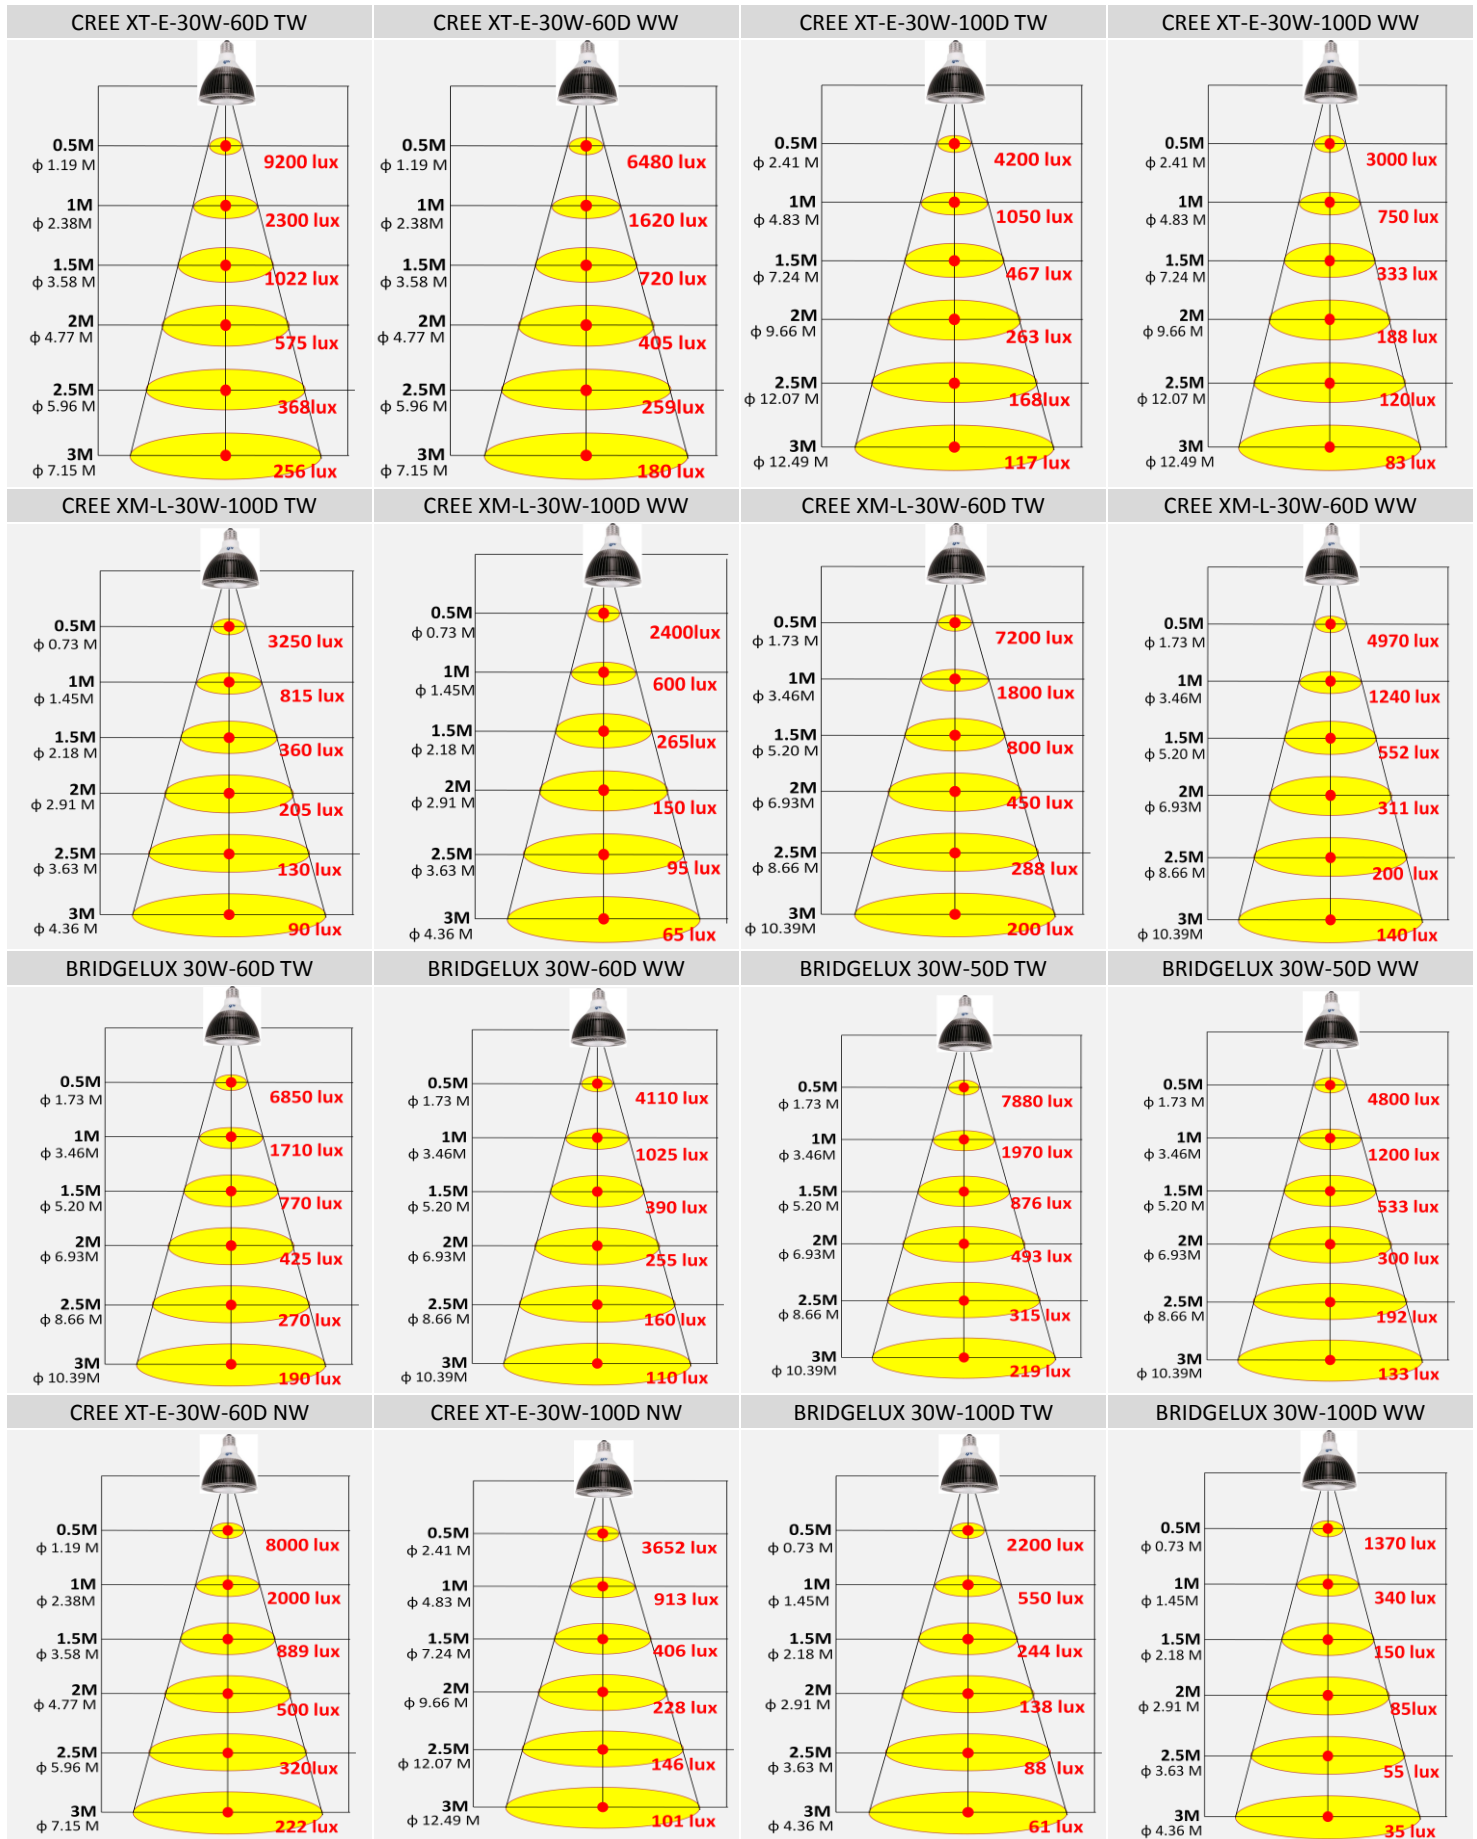 CREE XT-E-30W-60D TW
0.5M
ф 1.19 M
9200 lux
1M
ф 2.38M
2300 lux
1.5M
ф 3.58 M
1022 lux
2M
ф 4.77 M
575 lux
2.5M
ф 5.96 M
368lux
3M
ф 7.15 M
256 lux
CREE XT-E-30W-60D WW
0.5M
ф 1.19 M
6480 lux
1M
ф 2.38M
1620 lux
1.5M
ф 3.58 M
720 lux
2M
ф 4.77 M
405 lux
2.5M
ф 5.96 M
259lux
3M
ф 7.15 M
180 lux
CREE XT-E-30W-100D TW
0.5M
ф 2.41 M
4200 lux
1M
ф 4.83 M
1050 lux
1.5M
ф 7.24 M
467 lux
2M
ф 9.66 M
263 lux
2.5M
ф 12.07 M
168lux
3M
ф 12.49 M
117 lux
CREE XT-E-30W-100D WW
0.5M
ф 2.41 M
3000 lux
1M
ф 4.83 M
750 lux
1.5M
ф 7.24 M
333 lux
2M
ф 9.66 M
188 lux
2.5M
ф 12.07 M
120lux
3M
ф 12.49 M
83 lux
CREE XM-L-30W-100D TW
0.5M
ф 0.73 M
3250 lux
1M
ф 1.45M
815 lux
1.5M
ф 2.18 M
360 lux
2M
ф 2.91 M
205 lux
2.5M
ф 3.63 M
130 lux
3M
ф 4.36 M
90 lux
CREE XM-L-30W-100D WW
0.5M
ф 0.73 M
2400lux
1M
ф 1.45M
600 lux
1.5M
ф 2.18 M
265lux
2M
ф 2.91 M
150 lux
2.5M
ф 3.63 M
95 lux
3M
ф 4.36 M
65 lux
CREE XM-L-30W-60D TW
0.5M
ф 1.73 M
7200 lux
1M
ф 3.46M
1800 lux
1.5M
ф 5.20 M
800 lux
2M
ф 6.93M
450 lux
2.5M
ф 8.66 M
288 lux
3M
ф 10.39M
200 lux
CREE XM-L-30W-60D WW
0.5M
ф 1.73 M
4970 lux
1M
ф 3.46M
1240 lux
1.5M
ф 5.20 M
552 lux
2M
ф 6.93M
311 lux
2.5M
ф 8.66 M
200 lux
3M
ф 10.39M
140 lux
BRIDGELUX 30W-60D TW
0.5M
ф 1.73 M
6850 lux
1M
ф 3.46M
1710 lux
1.5M
ф 5.20 M
770 lux
2M
ф 6.93M
425 lux
2.5M
ф 8.66 M
270 lux
3M
ф 10.39M
190 lux
BRIDGELUX 30W-60D WW
0.5M
ф 1.73 M
4110 lux
1M
ф 3.46M
1025 lux
1.5M
ф 5.20 M
390 lux
2M
ф 6.93M
255 lux
2.5M
ф 8.66 M
160 lux
3M
ф 10.39M
110 lux
BRIDGELUX 30W-50D TW
0.5M
ф 1.73 M
7880 lux
1M
ф 3.46M
1970 lux
1.5M
ф 5.20 M
876 lux
2M
ф 6.93M
493 lux
2.5M
ф 8.66 M
315 lux
3M
ф 10.39M
219 lux
BRIDGELUX 30W-50D WW
0.5M
ф 1.73 M
4800 lux
1M
ф 3.46M
1200 lux
1.5M
ф 5.20 M
533 lux
2M
ф 6.93M
300 lux
2.5M
ф 8.66 M
192 lux
3M
ф 10.39M
133 lux
CREE XT-E-30W-60D NW
0.5M
ф 1.19 M
8000 lux
1M
ф 2.38M
2000 lux
1.5M
ф 3.58 M
889 lux
2M
ф 4.77 M
500 lux
2.5M
ф 5.96 M
320lux
3M
ф 7.15 M
222 lux
CREE XT-E-30W-100D NW
0.5M
ф 2.41 M
3652 lux
1M
ф 4.83 M
913 lux
1.5M
ф 7.24 M
406 lux
2M
ф 9.66 M
228 lux
2.5M
ф 12.07 M
146 lux
3M
ф 12.49 M
101 lux
BRIDGELUX 30W-100D TW
0.5M
ф 0.73 M
2200 lux
1M
ф 1.45M
550 lux
1.5M
ф 2.18 M
244 lux
2M
ф 2.91 M
138 lux
2.5M
ф 3.63 M
88 lux
3M
ф 4.36 M
61 lux
BRIDGELUX 30W-100D WW
0.5M
ф 0.73 M
1370 lux
1M
ф 1.45M
340 lux
1.5M
ф 2.18 M
150 lux
2M
ф 2.91 M
85lux
2.5M
ф 3.63 M
55 lux
3M
ф 4.36 M
35 lux